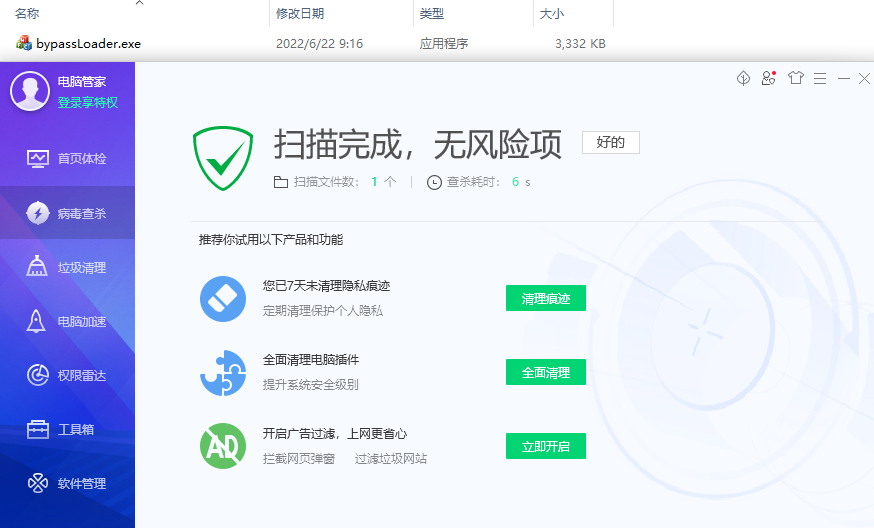 名称 修改日期 类型 大小
bypassLoader.exe 2022/6/22 9:16 应用程序 3,332 KB
电脑管家
登录享特权
首页体检
病毒查杀
垃圾清理
电脑加速
权限雷达
工具箱
软件管理
扫描完成，无风险项 好的
扫描文件数： 1 个 查杀耗时： 6 s
推荐你试用以下产品和功能
您已7天未清理隐私痕迹
定期清理保护个人隐私
清理痕迹
全面清理电脑插件
提升系统安全级别
全面清理
AD
开启广告过滤，上网更省心
拦截网页弹窗 过滤垃圾网站
立即开启